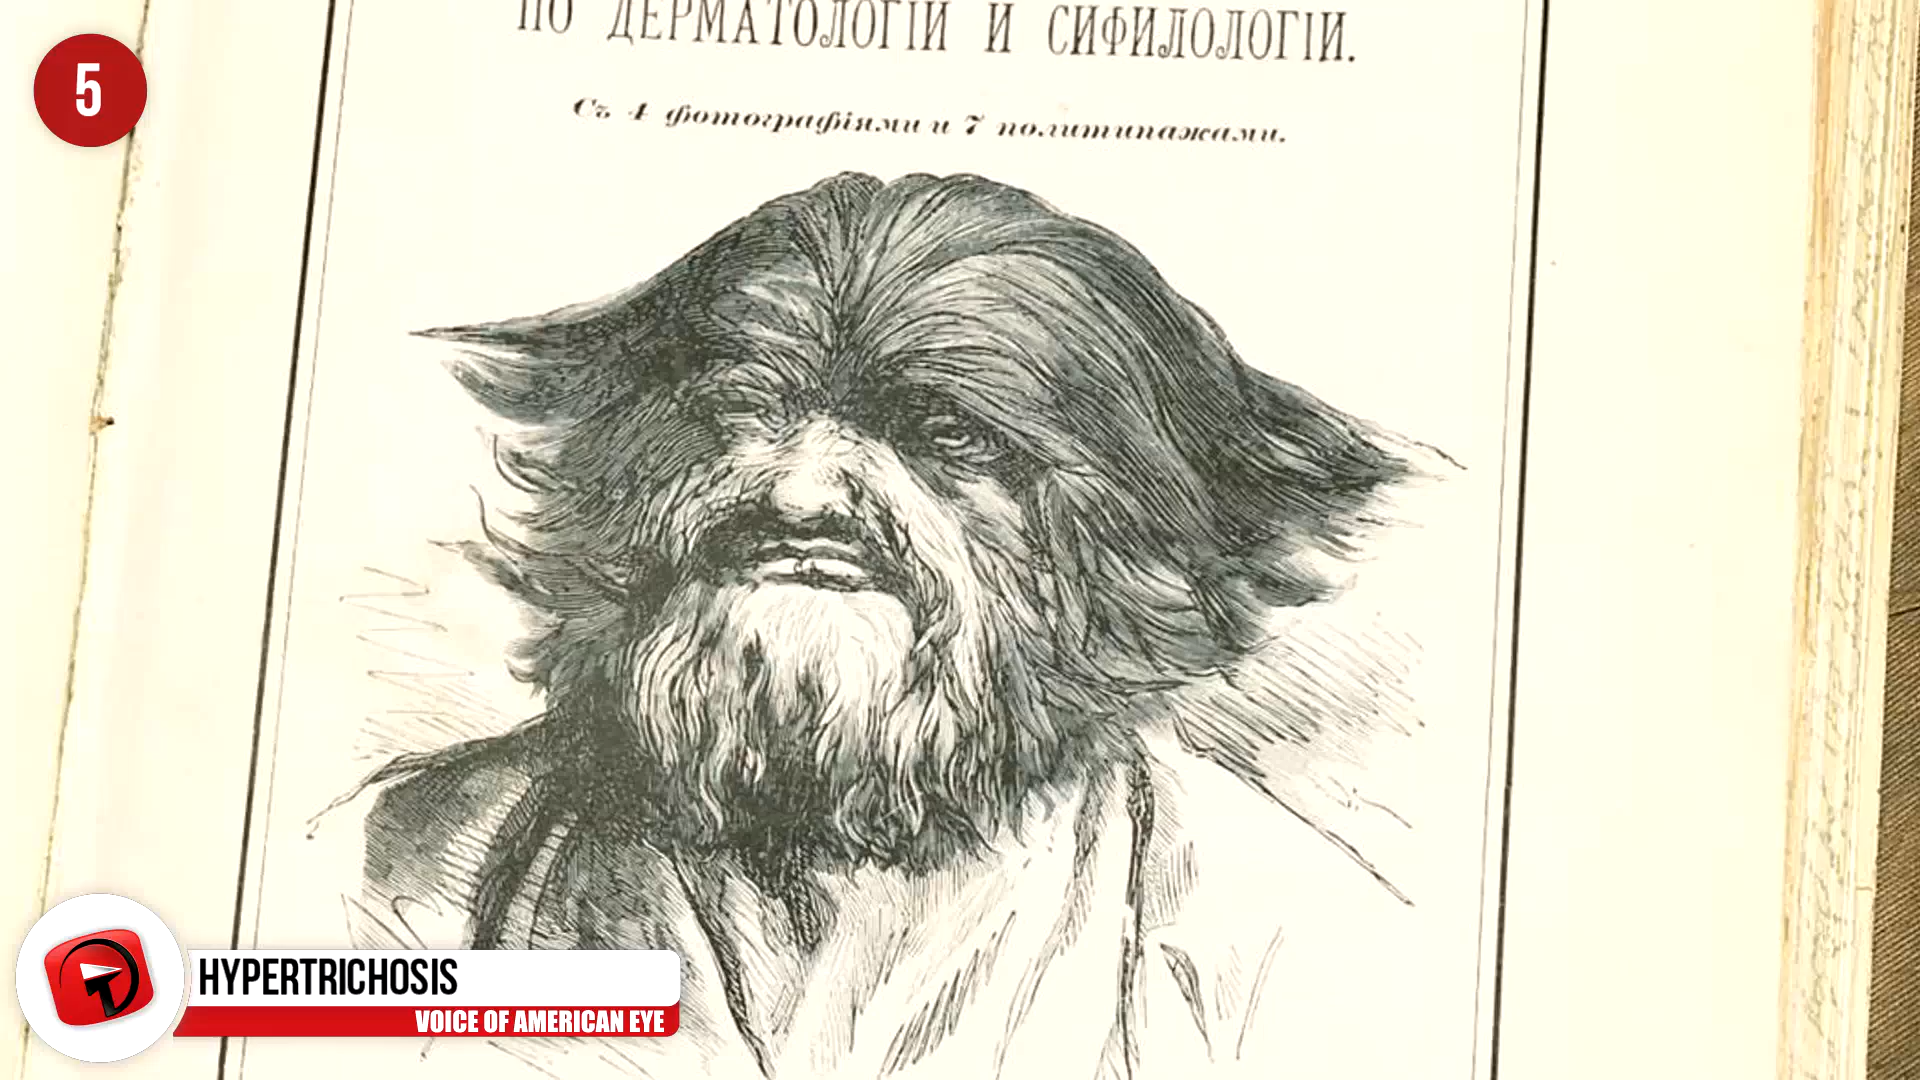 ПО ДЕРМАТОЛОГІИ И СИФИЛОЛОГІИ.
Съ 4 фотографіями и 7 политипажами.
5
HYPERTRICHOSIS
VOICE OF AMERICAN EYE